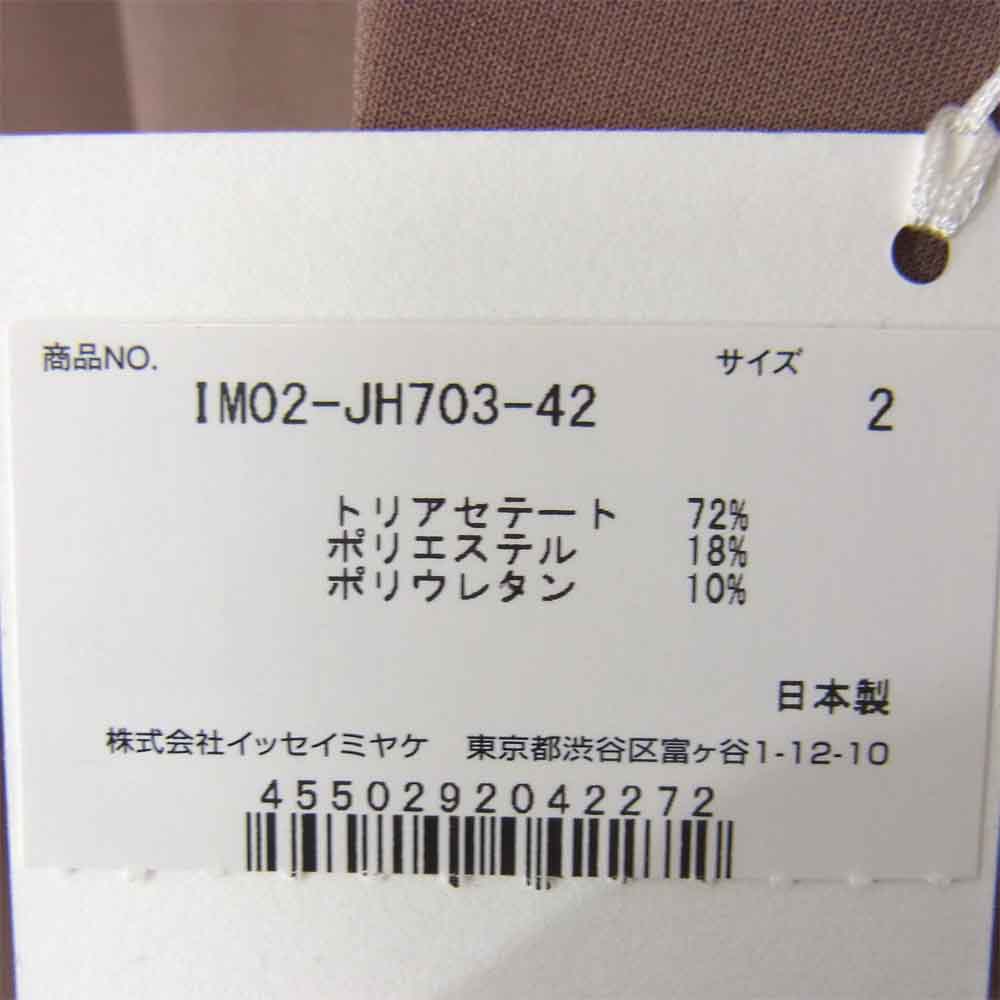 商品NO. サイズ
IM02-JH703-42 2
トリアセテート 72%
ポリエステル 18%
ポリウレタン 10%
日本製
株式会社イッセイミヤケ 東京都渋谷区富ヶ谷1-12-10
4550292042272